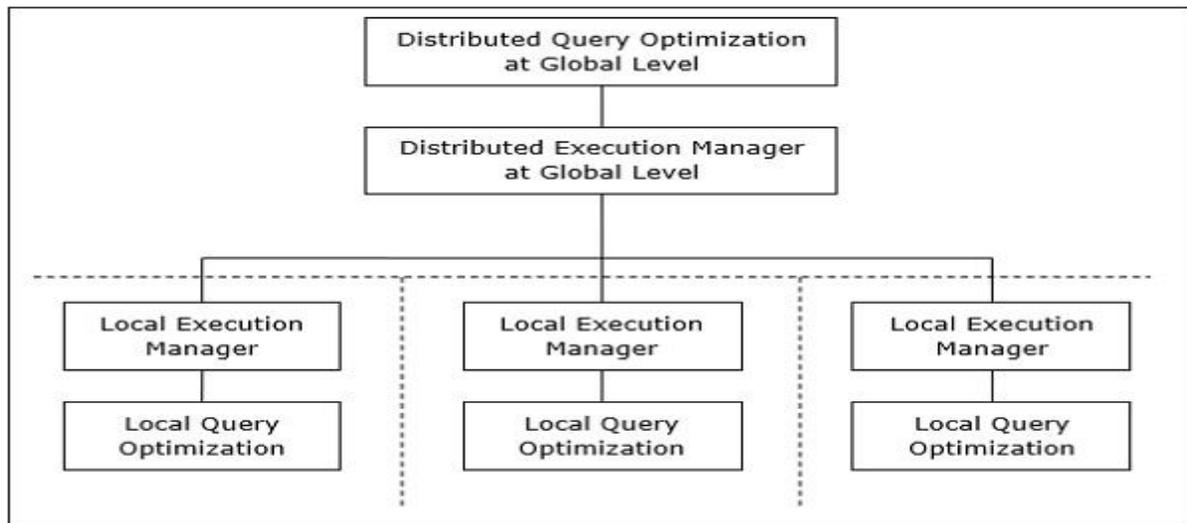 Distributed Query Optimization
at Global Level
Distributed Execution Manager
at Global Level
Local Execution
Manager
Local Execution
Manager
Local Execution
Manager
Local Query
Optimization
Local Query
Optimization
Local Query
Optimization